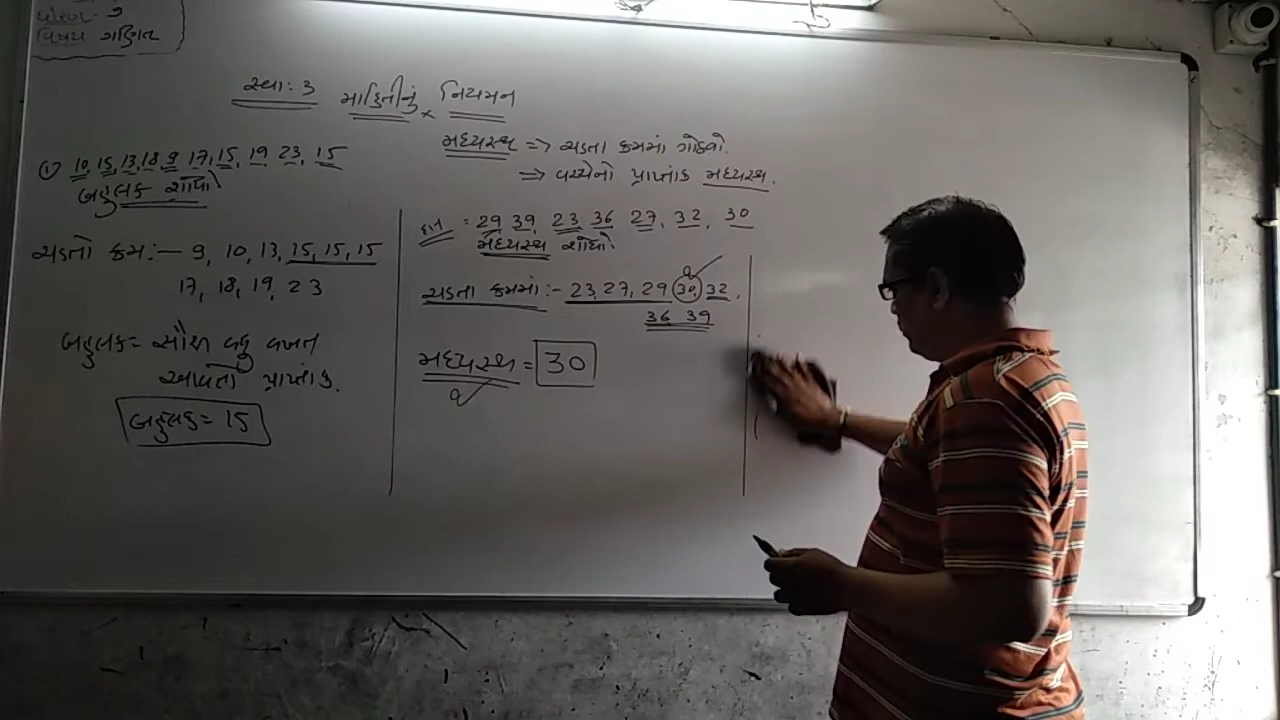 ધોરણ - ૭
વિષય ગણિત
સ્વા: 3 માહિતીનું નિયમન
① 10, 15, 13, 18, 9 17, 15, 19 23, 15
બહુલક શોધો
ચડતો ક્રમ :- 9, 10, 13, 15, 15, 15
17, 18, 19, 23
બહુલક = સૌથી વધુ વખત
આવતો પ્રાપ્તાંક.
બહુલક = 15
મધ્યસ્થ => ચડતા ક્રમમાં ગોઠવો.
=> વચ્ચેનો પ્રાપ્તાંક મધ્યસ્થ.
= 29 39, 23 36 27, 32, 30
મધ્યસ્થ શોધો.
ચડતા ક્રમમાં :- 23, 27, 29 30, 32,
36 39
મધ્યસ્થ = 30